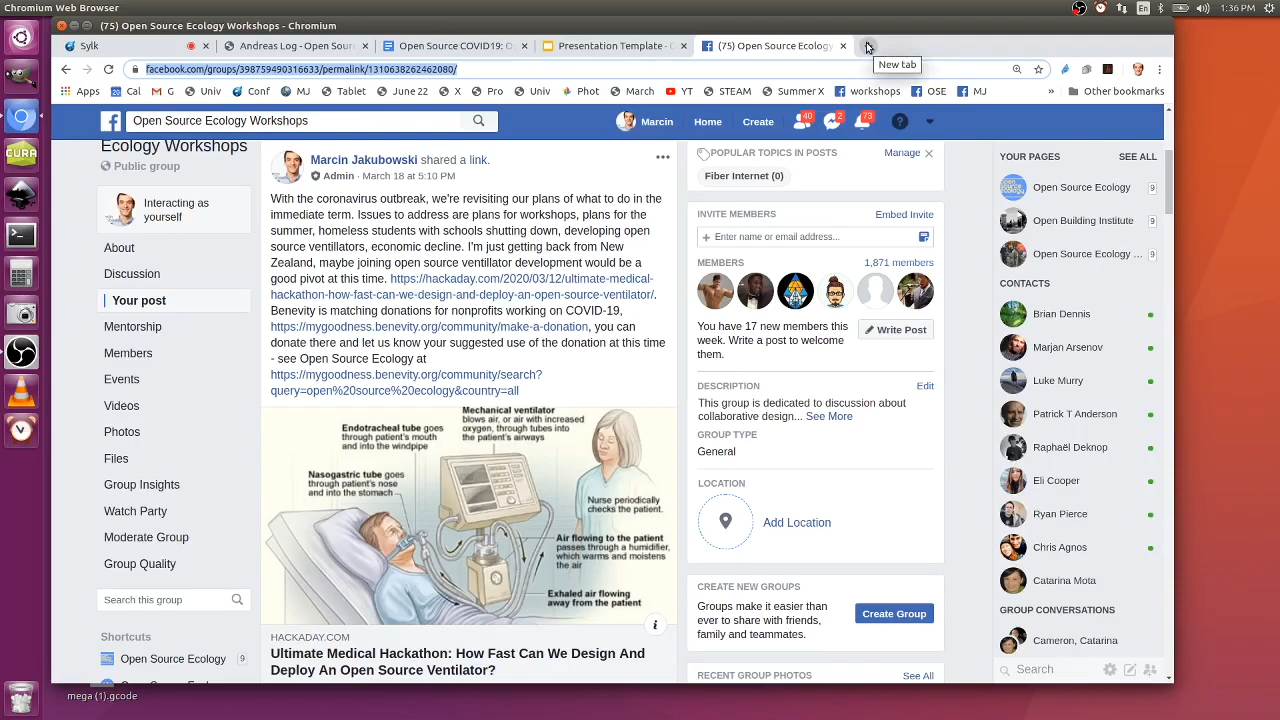 Chromium Web Browser
En
1:36 PM
(75) Open Source Ecology Workshops - Chromium
Sylk
Andreas Log - Open Sour
Open Source COVID19: O
Presentation Template - G
(75) Open Source Ecology
New tab
facebook.com/groups/398759490316633/permalink/1310638262462080/
Apps
Cal
G
Univ
Conf
MJ
Tablet
June 22
X
Pro
Univ
Phot
March
YT
STEAM
Summer X
workshops
OSE
MJ
»
Other bookmarks
Open Source Ecology Workshops
Marcin
Home
Create
40
2
73
Ecology Workshops
Public group
Interacting as
yourself
About
Discussion
Your post
Mentorship
Members
Events
Videos
Photos
Files
Group Insights
Watch Party
Moderate Group
Group Quality
Search this group
Shortcuts
Open Source Ecology 9
mega (1).gcode
Marcin Jakubowski shared a link.
Admin · March 18 at 5:10 PM
With the coronavirus outbreak, we're revisiting our plans of what to do in the
immediate term. Issues to address are plans for workshops, plans for the
summer, homeless students with schools shutting down, developing open
source ventilators, economic decline. I'm just getting back from New
Zealand, maybe joining open source ventilator development would be a
good pivot at this time. https://hackaday.com/2020/03/12/ultimate-medical-
hackathon-how-fast-can-we-design-and-deploy-an-open-source-ventilator/.
Benevity is matching donations for nonprofits working on COVID-19,
https://mygoodness.benevity.org/community/make-a-donation, you can
donate there and let us know your suggested use of the donation at this time
- see Open Source Ecology at
https://mygoodness.benevity.org/community/search?
query=open%20source%20ecology&country=all
Mechanical ventilator
blows air, or air with increased
oxygen, through tubes into
the patient's airways
Endotracheal tube goes
through patient's mouth
and into the windpipe
Nasogastric tube goes
through patient's nose
and into the stomach
Nurse periodically
checks the patient.
Air flowing to the patient
passes through a humidifier,
which warms and moistens
the air
Exhaled air flowing
away from the patient
HACKADAY.COM
Ultimate Medical Hackathon: How Fast Can We Design And
Deploy An Open Source Ventilator?
POPULAR TOPICS IN POSTS
Manage
Fiber Internet (0)
INVITE MEMBERS
Embed Invite
Enter name or email address...
MEMBERS
1,871 members
You have 17 new members this
week. Write a post to welcome
them.
Write Post
DESCRIPTION
Edit
This group is dedicated to discussion about
collaborative design... See More
GROUP TYPE
General
LOCATION
Add Location
CREATE NEW GROUPS
Groups make it easier than
ever to share with friends,
family and teammates.
Create Group
RECENT GROUP PHOTOS
See All
YOUR PAGES
SEE ALL
Open Source Ecology 9
Open Building Institute 9
Open Source Ecology ... 9
CONTACTS
Brian Dennis
Marjan Arsenov
Luke Murry
Patrick T Anderson
Raphaël Deknop
Eli Cooper
Ryan Pierce
Chris Agnos
Catarina Mota
GROUP CONVERSATIONS
Cameron, Catarina
Search